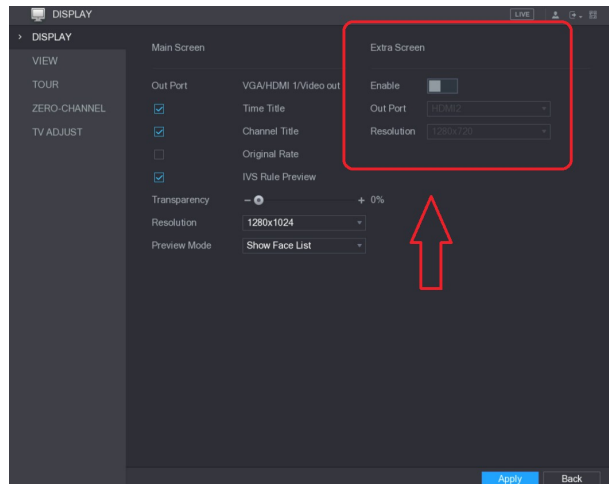 DISPLAY
LIVE
> DISPLAY
VIEW
TOUR
ZERO-CHANNEL
TV ADJUST
Main Screen
Extra Screen
Out Port VGA/HDMI 1/Video out
Enable
Time Title
Out Port HDMI2
Channel Title
Resolution 1280x720
Original Rate
IVS Rule Preview
Transparency − + 0%
Resolution 1280x1024
Preview Mode Show Face List
Apply Back